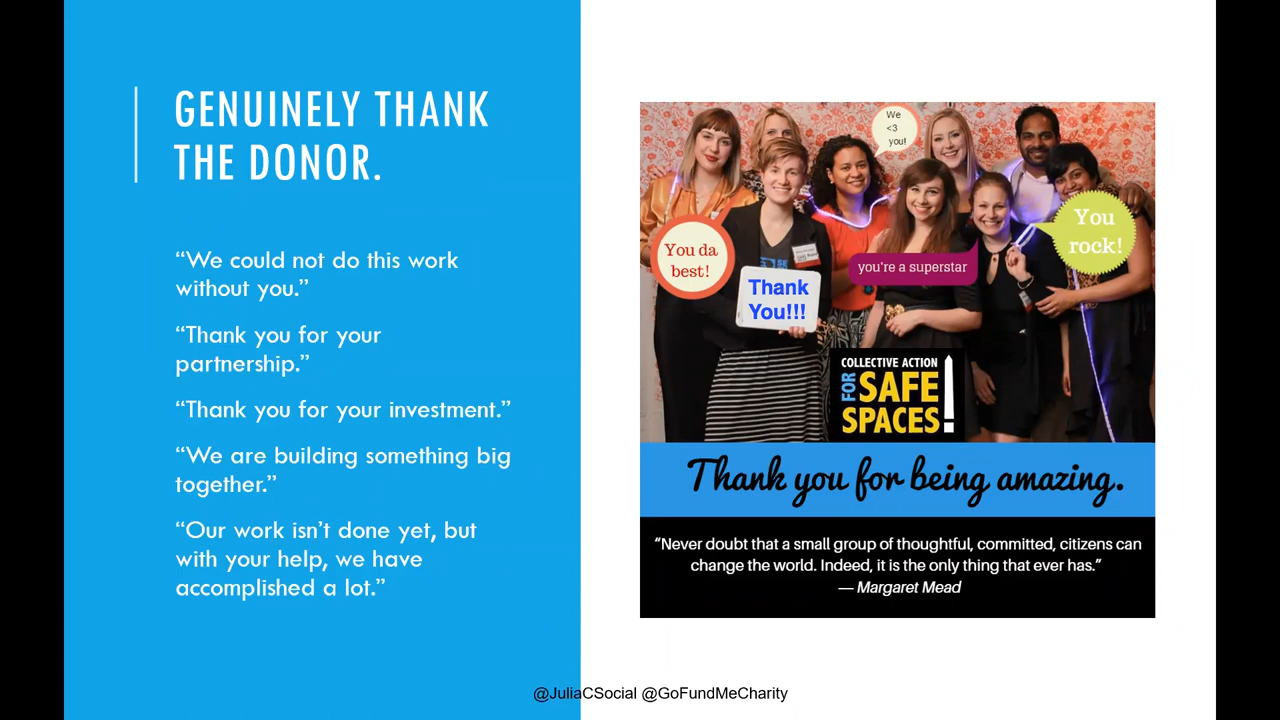 GENUINELY THANK
THE DONOR.
“We could not do this work
without you.”
“Thank you for your
partnership.”
“Thank you for your investment.”
“We are building something big
together.”
“Our work isn’t done yet, but
with your help, we have
accomplished a lot.”
We
<3
you!
You da
best!
Thank
You!!!
you're a superstar
You
rock!
COLLECTIVE ACTION
FOR SAFE
SPACES!
Thank you for being amazing.
“Never doubt that a small group of thoughtful, committed, citizens can
change the world. Indeed, it is the only thing that ever has.”
— Margaret Mead
@JuliaCSocial @GoFundMeCharity